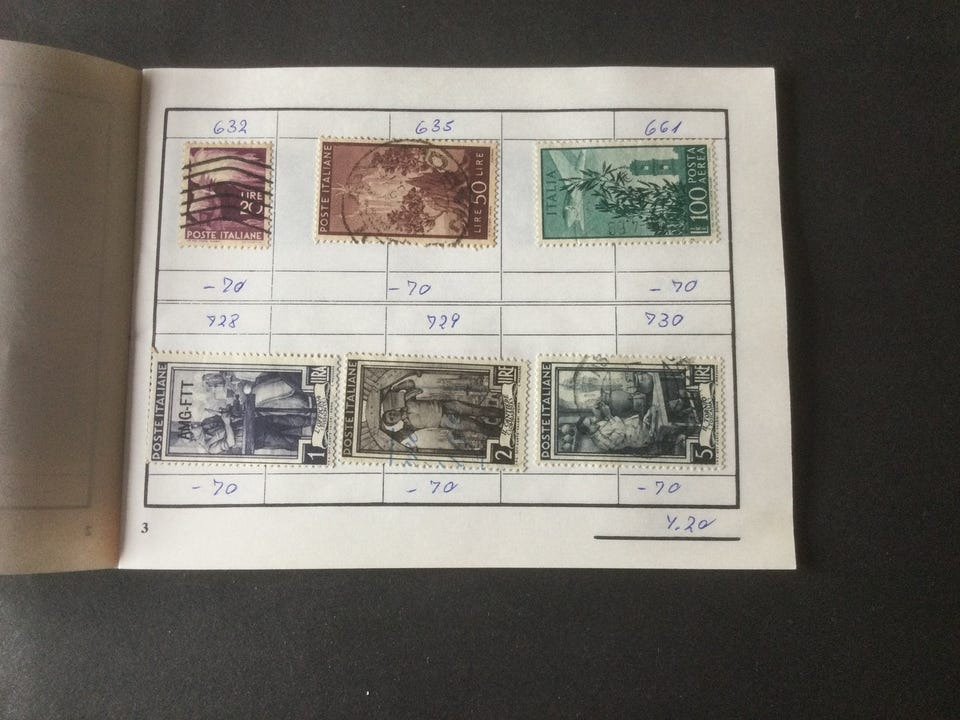 632 635 661
LIRE 20 POSTE ITALIANE
POSTE ITALIANE LIRE 50 LIRE
ITALIA L 100 POSTA AEREA
-70 -70 -70
728 729 730
POSTE ITALIANE AMG-FTT 1 LIRA
POSTE ITALIANE 2 LIRE
POSTE ITALIANE 5 LIRE
-70 -70 -70
3
4.20